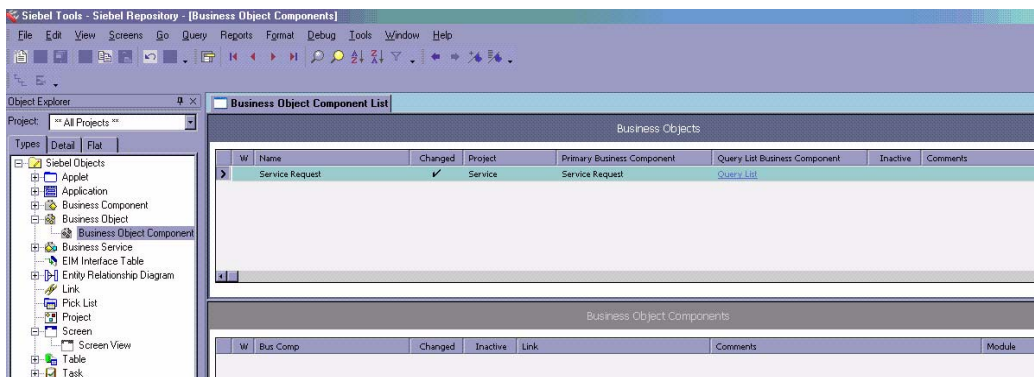 Siebel Tools - Siebel Repository - [Business Object Components]
File Edit View Screens Go Query Reports Format Debug Tools Window Help
Object Explorer
Business Object Component List
Project: ** All Projects **
Business Objects
Types Detail Flat
W Name Changed Project Primary Business Component Query List Business Component Inactive Comments
Service Request Service Service Request Query List
Siebel Objects
Applet
Application
Business Component
Business Object
Business Object Component
Business Service
EIM Interface Table
Entity Relationship Diagram
Link
Pick List
Project
Screen
Screen View
Table
Task
Business Object Components
W Bus Comp Changed Inactive Link Comments Module